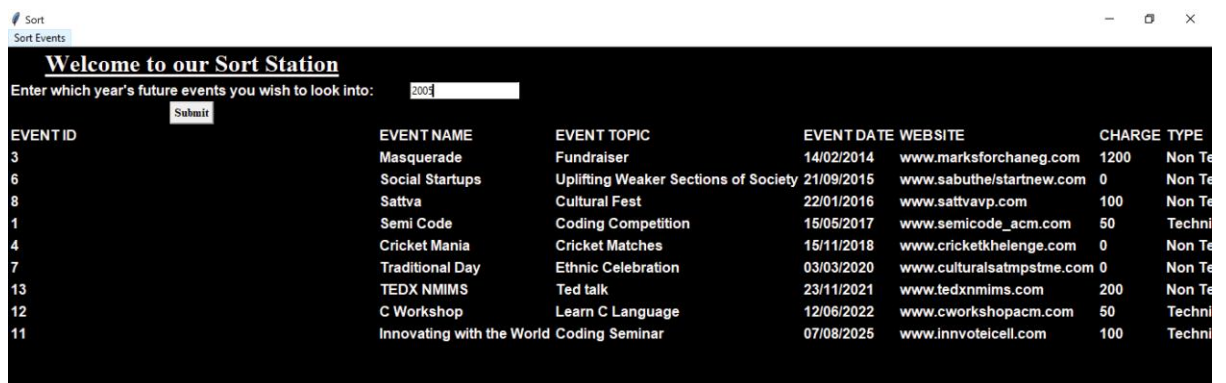 Sort
Sort Events
Welcome to our Sort Station
Enter which year's future events you wish to look into: 2005
Submit
EVENT ID EVENT NAME EVENT TOPIC EVENT DATE WEBSITE CHARGE TYPE
3 Masquerade Fundraiser 14/02/2014 www.marksforchaneg.com 1200 Non Te
6 Social Startups Uplifting Weaker Sections of Society 21/09/2015 www.sabuthe/startnew.com 0 Non Te
8 Sattva Cultural Fest 22/01/2016 www.sattvavp.com 100 Non Te
1 Semi Code Coding Competition 15/05/2017 www.semicode_acm.com 50 Techni
4 Cricket Mania Cricket Matches 15/11/2018 www.cricketkhelenge.com 0 Non Te
7 Traditional Day Ethnic Celebration 03/03/2020 www.culturalsatmpstme.com 0 Non Te
13 TEDX NMIMS Ted talk 23/11/2021 www.tedxnmims.com 200 Non Te
12 C Workshop Learn C Language 12/06/2022 www.cworkshopacm.com 50 Techni
11 Innovating with the World Coding Seminar 07/08/2025 www.innvoteicell.com 100 Techni